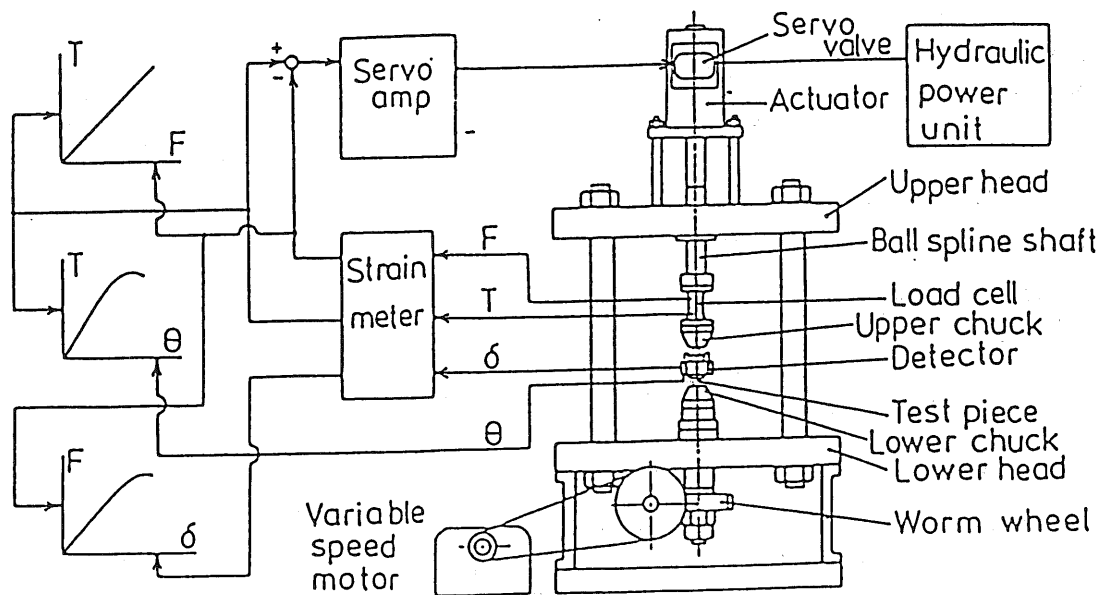 T
F
+
-
Servo
amp
Servo
valve
Actuator
Hydraulic
power
unit
Upper head
Ball spline shaft
Load cell
Upper chuck
Detector
Test piece
Lower chuck
Lower head
Worm wheel
Strain
meter
F
T
δ
θ
T
θ
F
δ
Variable
speed
motor